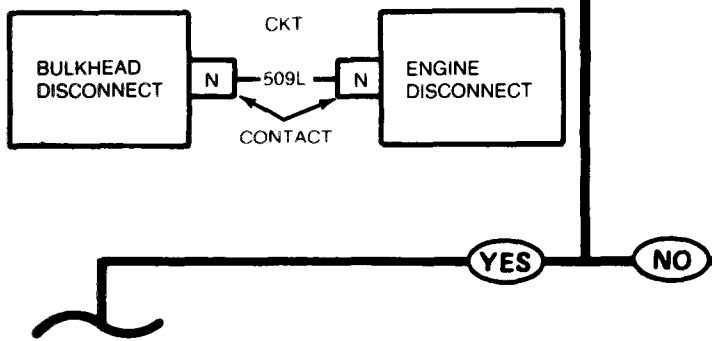 CKT
BULKHEAD
DISCONNECT
N
509L
N
ENGINE
DISCONNECT
CONTACT
YES
NO